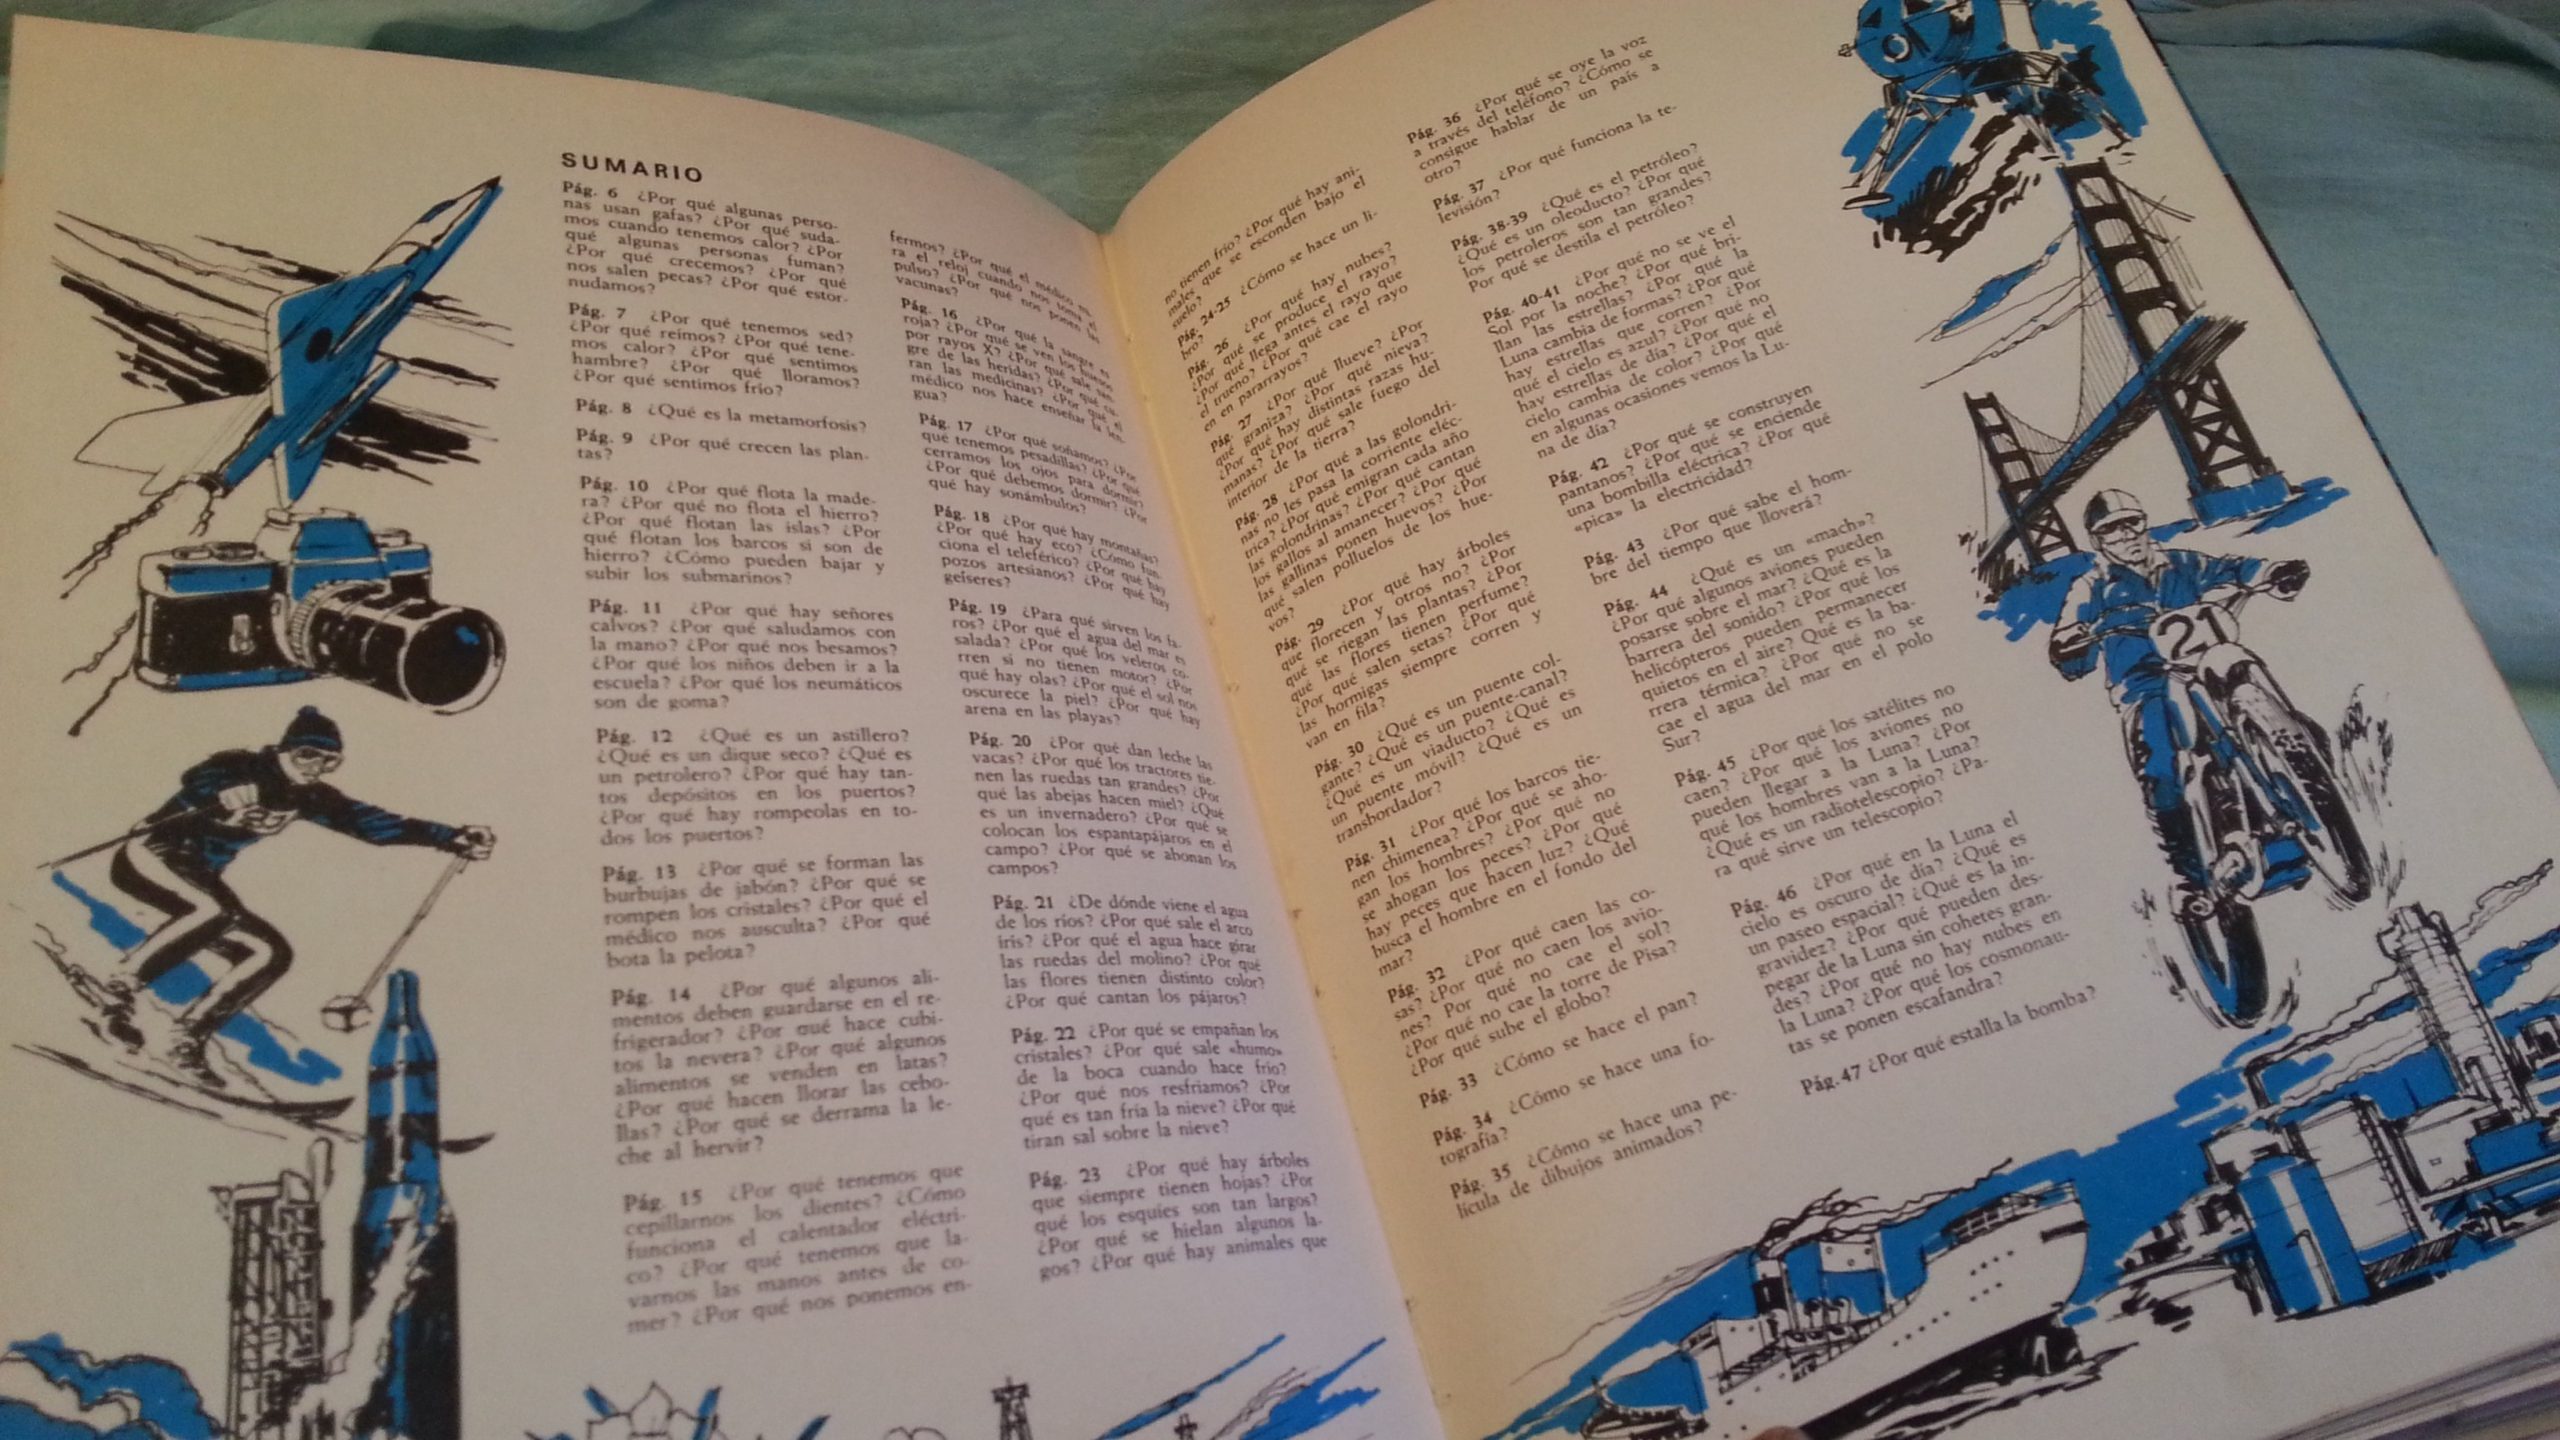 SUMARIO
Pág. 6 ¿Por qué algunas perso-
nas usan gafas? ¿Por qué suda-
mos cuando tenemos calor? ¿Por
qué algunas personas fuman?
¿Por qué crecemos? ¿Por qué
nos salen pecas? ¿Por qué estor-
nudamos?
Pág. 7 ¿Por qué tenemos sed?
¿Por qué reímos? ¿Por qué tene-
mos calor? ¿Por qué sentimos
hambre? ¿Por qué lloramos?
¿Por qué sentimos frío?
Pág. 8 ¿Qué es la metamorfosis?
Pág. 9 ¿Por qué crecen las plan-
tas?
Pág. 10 ¿Por qué flota la made-
ra? ¿Por qué no flota el hierro?
¿Por qué flotan las islas? ¿Por
qué flotan los barcos si son de
hierro? ¿Cómo pueden bajar y
subir los submarinos?
Pág. 11 ¿Por qué hay señores
calvos? ¿Por qué saludamos con
la mano? ¿Por qué nos besamos?
¿Por qué los niños deben ir a la
escuela? ¿Por qué los neumáticos
son de goma?
Pág. 12 ¿Qué es un astillero?
¿Qué es un dique seco? ¿Qué es
un petrolero? ¿Por qué hay tan-
tos depósitos en los puertos?
¿Por qué hay rompeolas en to-
dos los puertos?
Pág. 13 ¿Por qué se forman las
burbujas de jabón? ¿Por qué se
rompen los cristales? ¿Por qué el
médico nos ausculta? ¿Por qué
bota la pelota?
Pág. 14 ¿Por qué algunos ali-
mentos deben guardarse en el re-
frigerador? ¿Por qué hace cubi-
tos la nevera? ¿Por qué algunos
alimentos se venden en latas?
¿Por qué hacen llorar las cebo-
llas? ¿Por qué se derrama la le-
che al hervir?
Pág. 15 ¿Por qué tenemos que
cepillarnos los dientes? ¿Cómo
funciona el calentador eléctri-
co? ¿Por qué tenemos que la-
varnos las manos antes de co-
mer? ¿Por qué nos ponemos en-
fermos? ¿Por qué el médico mi-
ra el reloj cuando nos toma el
pulso? ¿Por qué nos ponen las
vacunas?
Pág. 16 ¿Por qué la sangre es
roja? ¿Por qué se ven los huesos
por rayos X? ¿Por qué sale san-
gre de las heridas? ¿Por qué cu-
ran las medicinas? ¿Por qué el
médico nos hace enseñar la len-
gua?
Pág. 17 ¿Por qué soñamos? ¿Por
qué tenemos pesadillas? ¿Por qué
cerramos los ojos para dormir?
¿Por qué debemos dormir? ¿Por
qué hay sonámbulos?
Pág. 18 ¿Por qué hay montañas?
¿Por qué hay eco? ¿Cómo fun-
ciona el teleférico? ¿Por qué hay
pozos artesianos? ¿Por qué hay
geíseres?
Pág. 19 ¿Para qué sirven los fa-
ros? ¿Por qué el agua del mar es
salada? ¿Por qué los veleros co-
rren si no tienen motor? ¿Por
qué hay olas? ¿Por qué el sol nos
oscurece la piel? ¿Por qué hay
arena en las playas?
Pág. 20 ¿Por qué dan leche las
vacas? ¿Por qué los tractores tie-
nen las ruedas tan grandes? ¿Por
qué las abejas hacen miel? ¿Qué
es un invernadero? ¿Por qué se
colocan los espantapájaros en el
campo? ¿Por qué se abonan los
campos?
Pág. 21 ¿De dónde viene el agua
de los ríos? ¿Por qué sale el arco
iris? ¿Por qué el agua hace girar
las ruedas del molino? ¿Por qué
las flores tienen distinto color?
¿Por qué cantan los pájaros?
Pág. 22 ¿Por qué se empañan los
cristales? ¿Por qué sale «humo»
de la boca cuando hace frío?
¿Por qué nos resfriamos? ¿Por
qué es tan fría la nieve? ¿Por qué
tiran sal sobre la nieve?
Pág. 23 ¿Por qué hay árboles
que siempre tienen hojas? ¿Por
qué los esquíes son tan largos?
¿Por qué se hielan algunos la-
gos? ¿Por qué hay animales que
no tienen frío? ¿Por qué hay ani-
males que se esconden bajo el
suelo?
Pág. 24-25 ¿Cómo se hace un li-
bro?
Pág. 26 ¿Por qué hay nubes?
¿Por qué se produce el rayo?
¿Por qué llega antes el rayo que
el trueno? ¿Por qué cae el rayo
en un pararrayos?
Pág. 27 ¿Por qué llueve? ¿Por
qué graniza? ¿Por qué nieva?
¿Por qué hay distintas razas hu-
manas? ¿Por qué sale fuego del
interior de la tierra?
Pág. 28 ¿Por qué a las golondri-
nas no les pasa la corriente eléc-
trica? ¿Por qué emigran cada año
las golondrinas? ¿Por qué cantan
los gallos al amanecer? ¿Por qué
las gallinas ponen huevos? ¿Por
qué salen polluelos de los hue-
vos?
Pág. 29 ¿Por qué hay árboles
que florecen y otros no? ¿Por
qué se riegan las plantas? ¿Por
qué las flores tienen perfume?
¿Por qué salen setas? ¿Por qué
las hormigas siempre corren y
van en fila?
Pág. 30 ¿Qué es un puente col-
gante? ¿Qué es un puente-canal?
¿Qué es un viaducto? ¿Qué es
un puente móvil? ¿Qué es un
transbordador?
Pág. 31 ¿Por qué los barcos tie-
nen chimenea? ¿Por qué se aho-
gan los hombres? ¿Por qué no
se ahogan los peces? ¿Por qué
hay peces que hacen luz? ¿Qué
busca el hombre en el fondo del
mar?
Pág. 32 ¿Por qué caen las co-
sas? ¿Por qué no caen los avio-
nes? ¿Por qué no cae el sol?
¿Por qué no cae la torre de Pisa?
¿Por qué sube el globo?
Pág. 33 ¿Cómo se hace el pan?
Pág. 34 ¿Cómo se hace una fo-
tografía?
Pág. 35 ¿Cómo se hace una pe-
lícula de dibujos animados?
Pág. 36 ¿Por qué se oye la voz
a través del teléfono? ¿Cómo se
consigue hablar de un país a
otro?
Pág. 37 ¿Por qué funciona la te-
levisión?
Pág. 38-39 ¿Qué es el petróleo?
¿Qué es un oleoducto? ¿Por qué
los petroleros son tan grandes?
¿Por qué se destila el petróleo?
Pág. 40-41 ¿Por qué no se ve el
Sol por la noche? ¿Por qué bri-
llan las estrellas? ¿Por qué la
Luna cambia de formas? ¿Por qué
hay estrellas que corren? ¿Por
qué el cielo es azul? ¿Por qué no
hay estrellas de día? ¿Por qué el
cielo cambia de color? ¿Por qué
en algunas ocasiones vemos la Lu-
na de día?
Pág. 42 ¿Por qué se construyen
pantanos? ¿Por qué se enciende
una bombilla eléctrica? ¿Por qué
«pica» la electricidad?
Pág. 43 ¿Por qué sabe el hom-
bre del tiempo que lloverá?
Pág. 44 ¿Qué es un «mach»?
¿Por qué algunos aviones pueden
posarse sobre el mar? ¿Qué es la
barrera del sonido? ¿Por qué los
helicópteros pueden permanecer
quietos en el aire? Qué es la ba-
rrera térmica? ¿Por qué no se
cae el agua del mar en el polo
Sur?
Pág. 45 ¿Por qué los satélites no
caen? ¿Por qué los aviones no
pueden llegar a la Luna? ¿Por
qué los hombres van a la Luna?
¿Qué es un radiotelescopio? ¿Pa-
ra qué sirve un telescopio?
Pág. 46 ¿Por qué en la Luna el
cielo es oscuro de día? ¿Qué es
un paseo espacial? ¿Qué es la in-
gravidez? ¿Por qué pueden des-
pegar de la Luna sin cohetes gran-
des? ¿Por qué no hay nubes en
la Luna? ¿Por qué los cosmonau-
tas se ponen escafandra?
Pág. 47 ¿Por qué estalla la bomba?
21